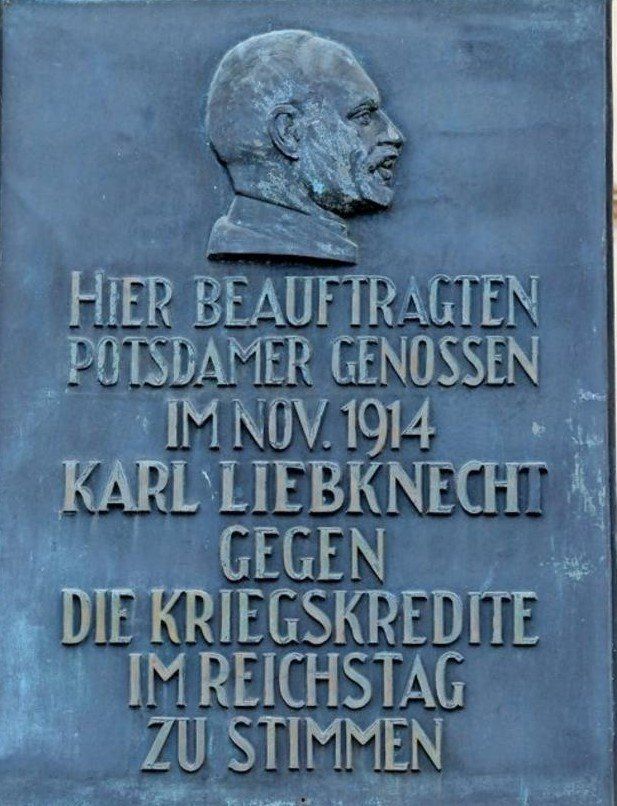 HIER BEAUFTRAGTEN
POTSDAMER GENOSSEN
IM NOV. 1914
KARL LIEBKNECHT
GEGEN
DIE KRIEGSKREDITE
IM REICHSTAG
ZU STIMMEN